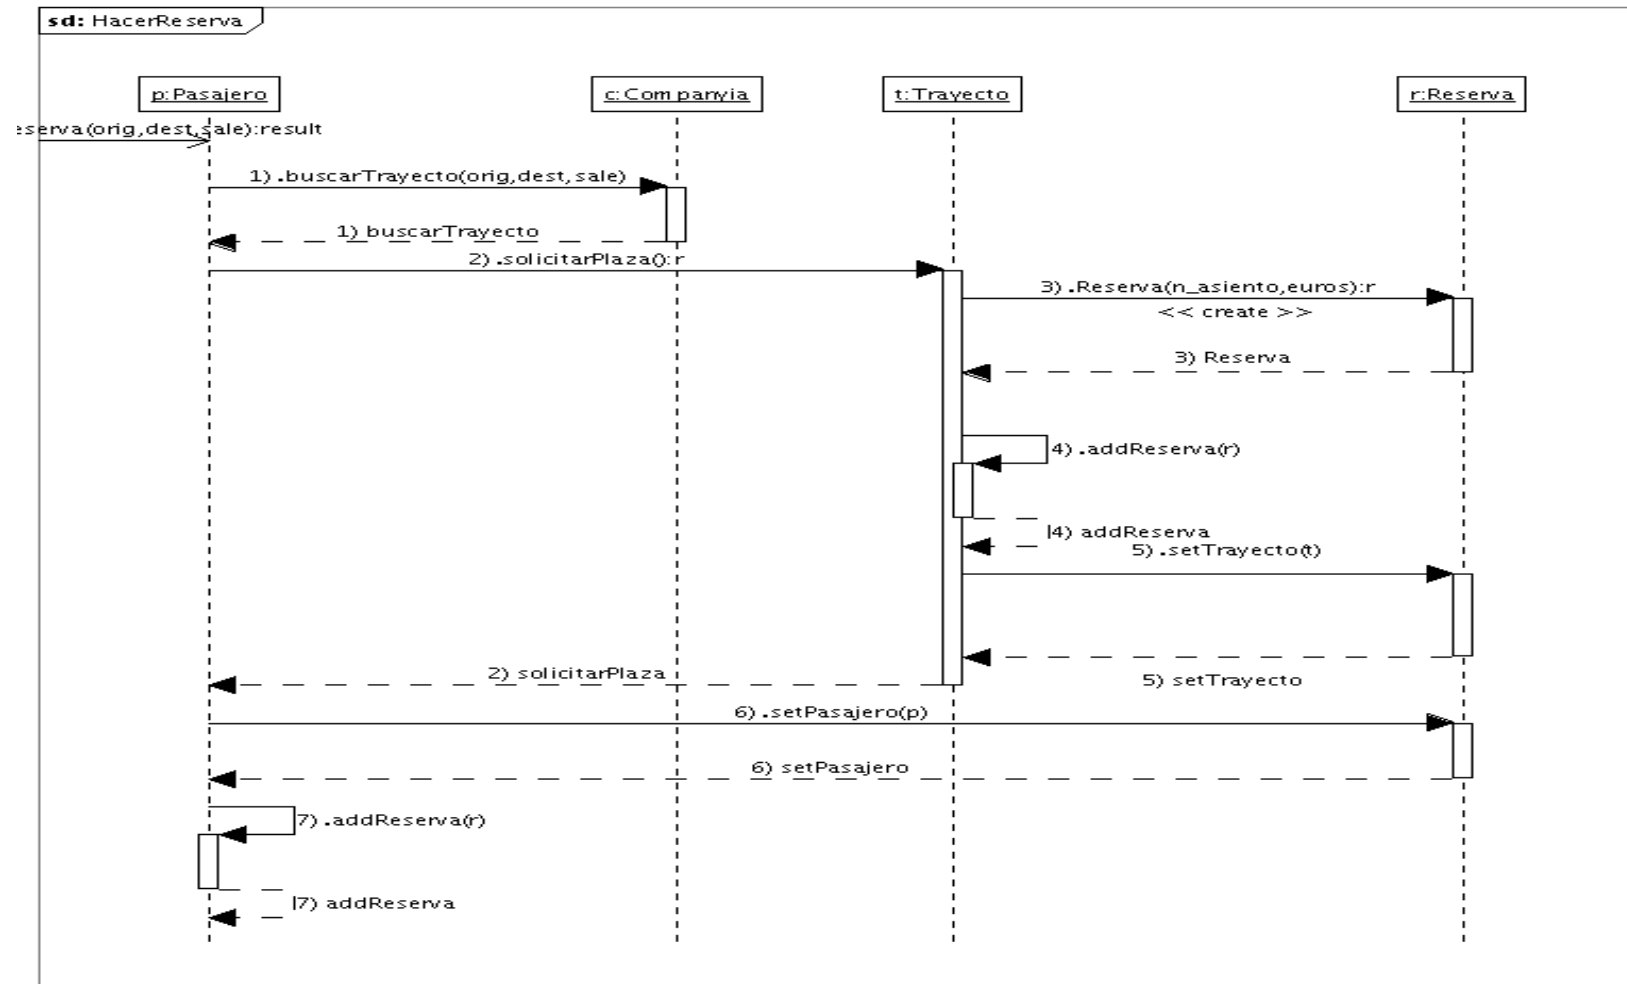 sd: HacerReserva
p:Pasajero
c:Companyia
t:Trayecto
r:Reserva
eserva(orig,dest,sale):result
1) .buscarTrayecto(orig,dest,sale)
1) buscarTrayecto
2) .solicitarPlaza():r
3) .Reserva(n_asiento,euros):r
<< create >>
3) Reserva
4) .addReserva(r)
4) addReserva
5) .setTrayecto(t)
2) solicitarPlaza
5) setTrayecto
6) .setPasajero(p)
6) setPasajero
7) .addReserva(r)
7) addReserva